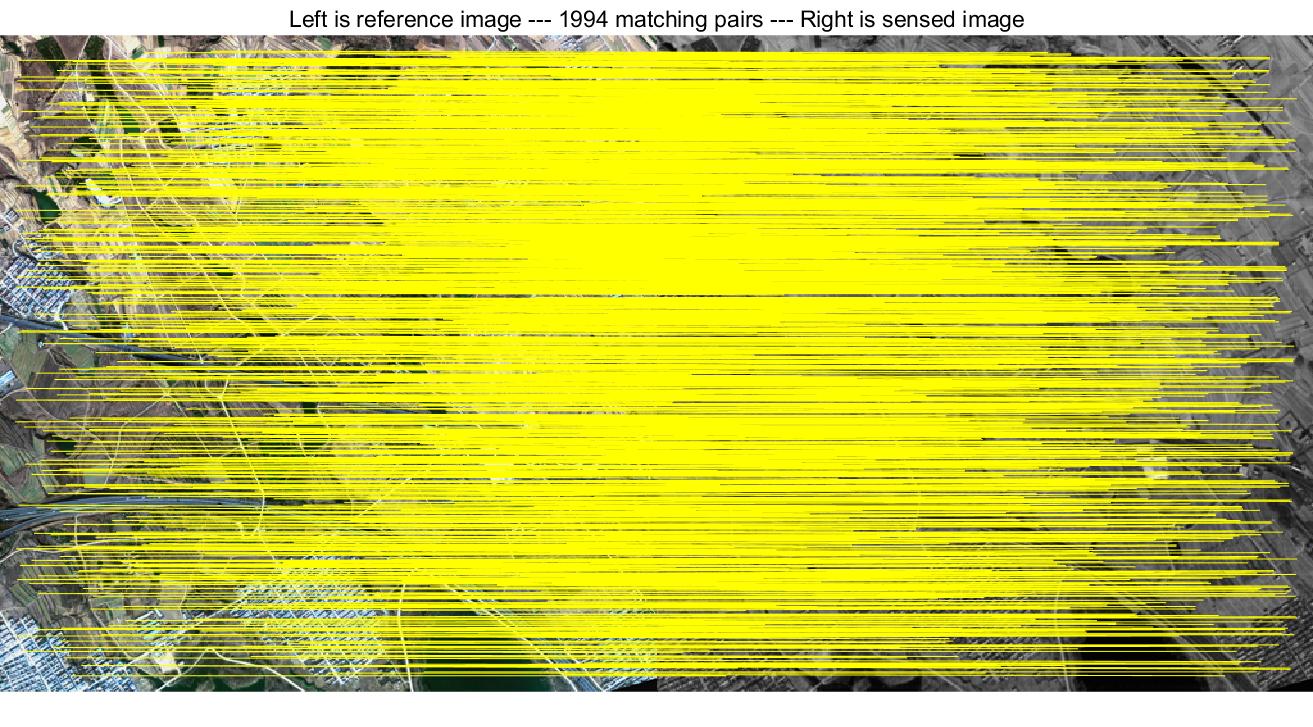 Left is reference image --- 1994 matching pairs --- Right is sensed image